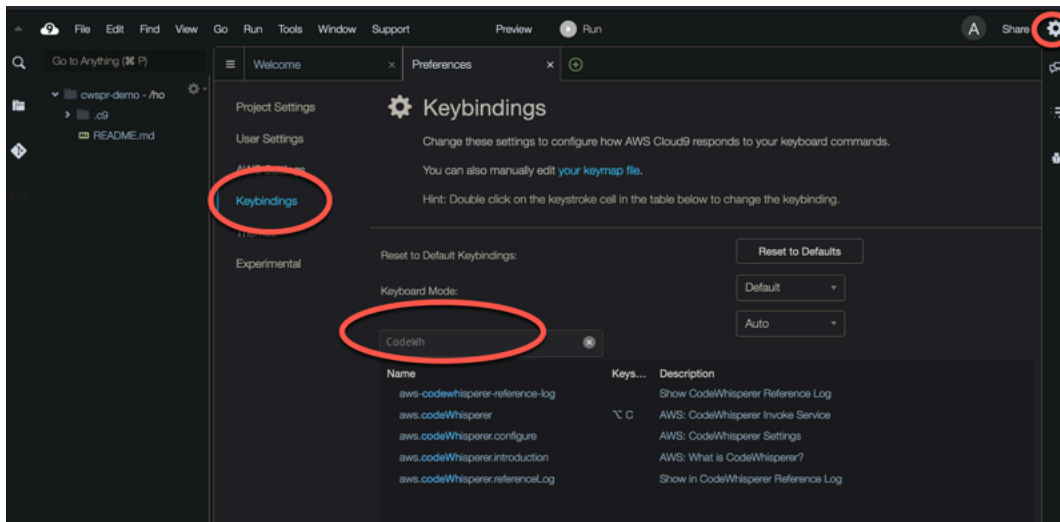 9 File Edit Find View Go Run Tools Window Support Preview Run A Share
Go to Anything (⌘ P)
Welcome × Preferences ×
cwspr-demo - /ho
.c9
README.md
Project Settings
User Settings
AWS Settings
Keybindings
Themes
Experimental
Keybindings
Change these settings to configure how AWS Cloud9 responds to your keyboard commands.
You can also manually edit your keymap file.
Hint: Double click on the keystroke cell in the table below to change the keybinding.
Reset to Default Keybindings: Reset to Defaults
Keyboard Mode: Default
Auto
CodeWh
Name Keys... Description
aws-codewhisperer-reference-log Show CodeWhisperer Reference Log
aws.codeWhisperer ⌥ C AWS: CodeWhisperer Invoke Service
aws.codeWhisperer.configure AWS: CodeWhisperer Settings
aws.codeWhisperer.introduction AWS: What is CodeWhisperer?
aws.codeWhisperer.referenceLog Show in CodeWhisperer Reference Log